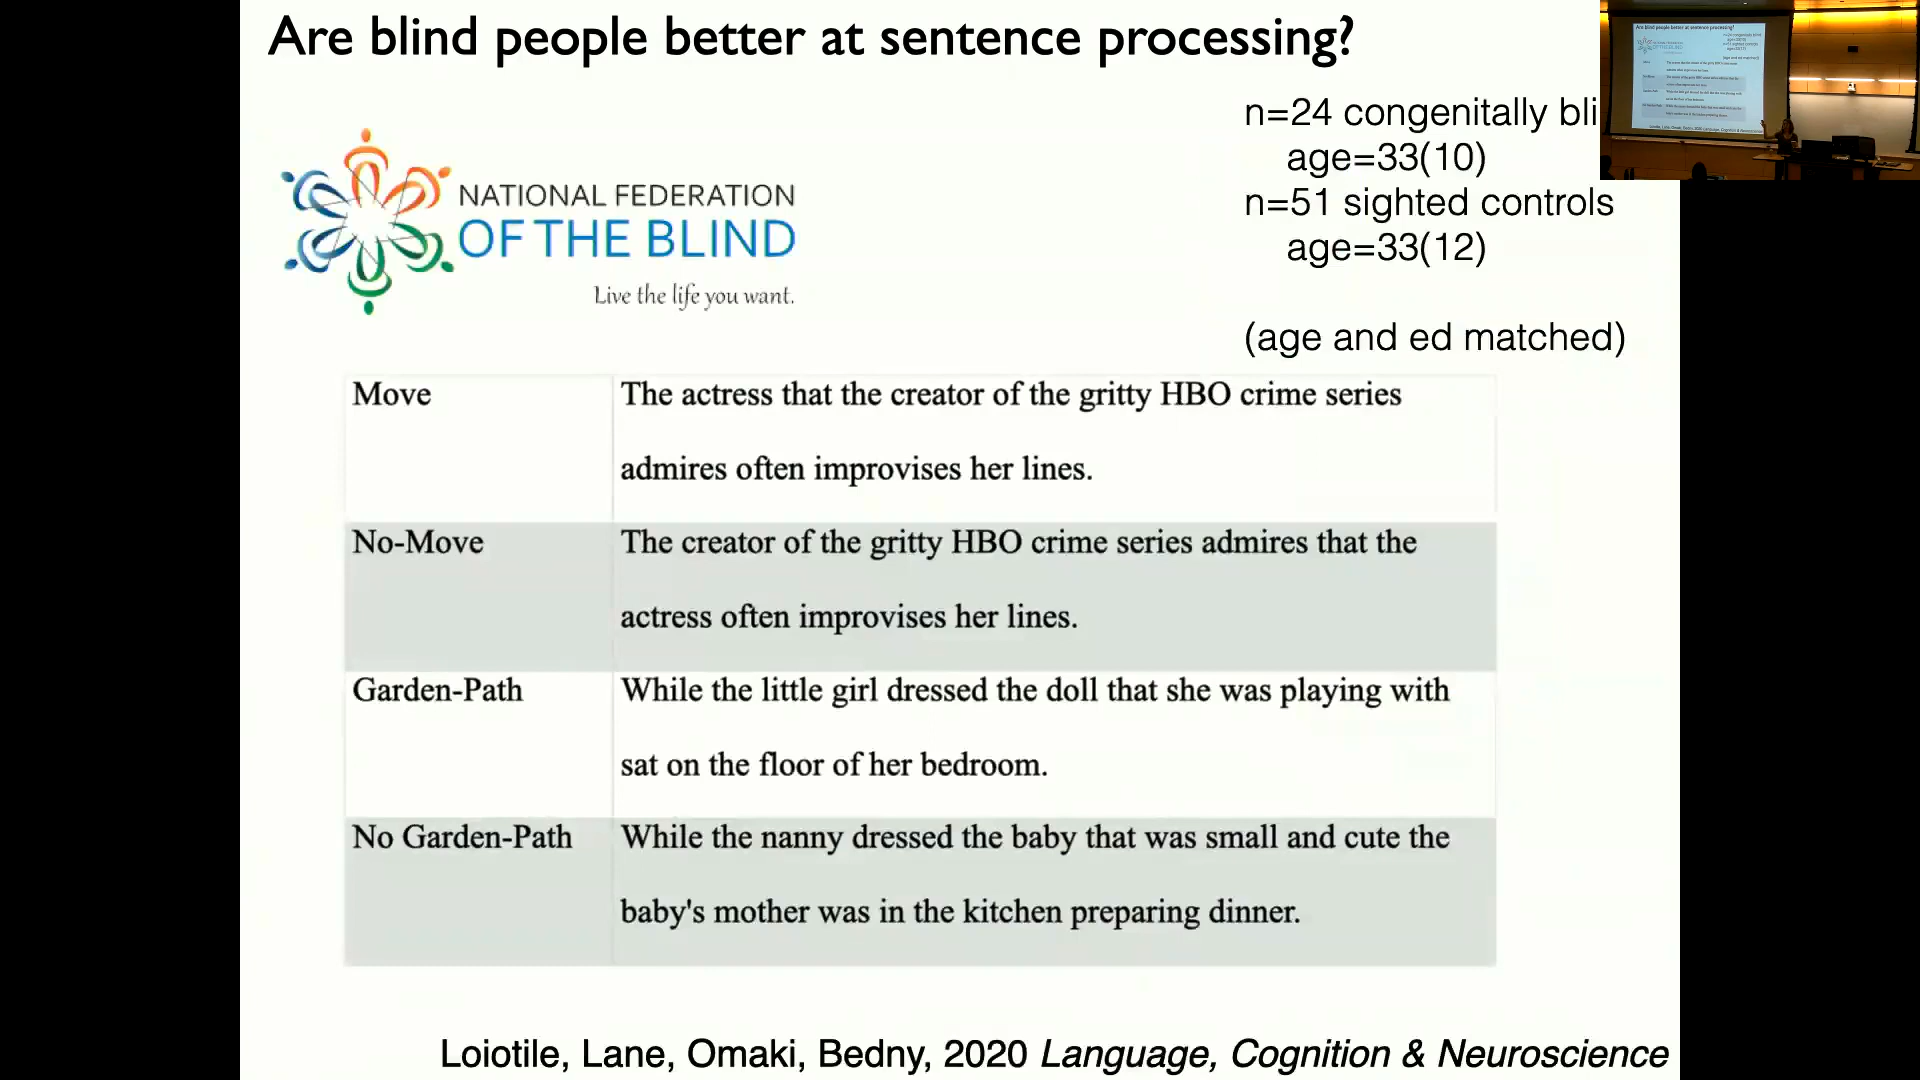 Are blind people better at sentence processing?
n=24 congenitally bli
age=33(10)
n=51 sighted controls
age=33(12)
(age and ed matched)
NATIONAL FEDERATION
OF THE BLIND
Live the life you want.
Move
The actress that the creator of the gritty HBO crime series
admires often improvises her lines.
No-Move
The creator of the gritty HBO crime series admires that the
actress often improvises her lines.
Garden-Path
While the little girl dressed the doll that she was playing with
sat on the floor of her bedroom.
No Garden-Path
While the nanny dressed the baby that was small and cute the
baby's mother was in the kitchen preparing dinner.
Loiotile, Lane, Omaki, Bedny, 2020 Language, Cognition & Neuroscience